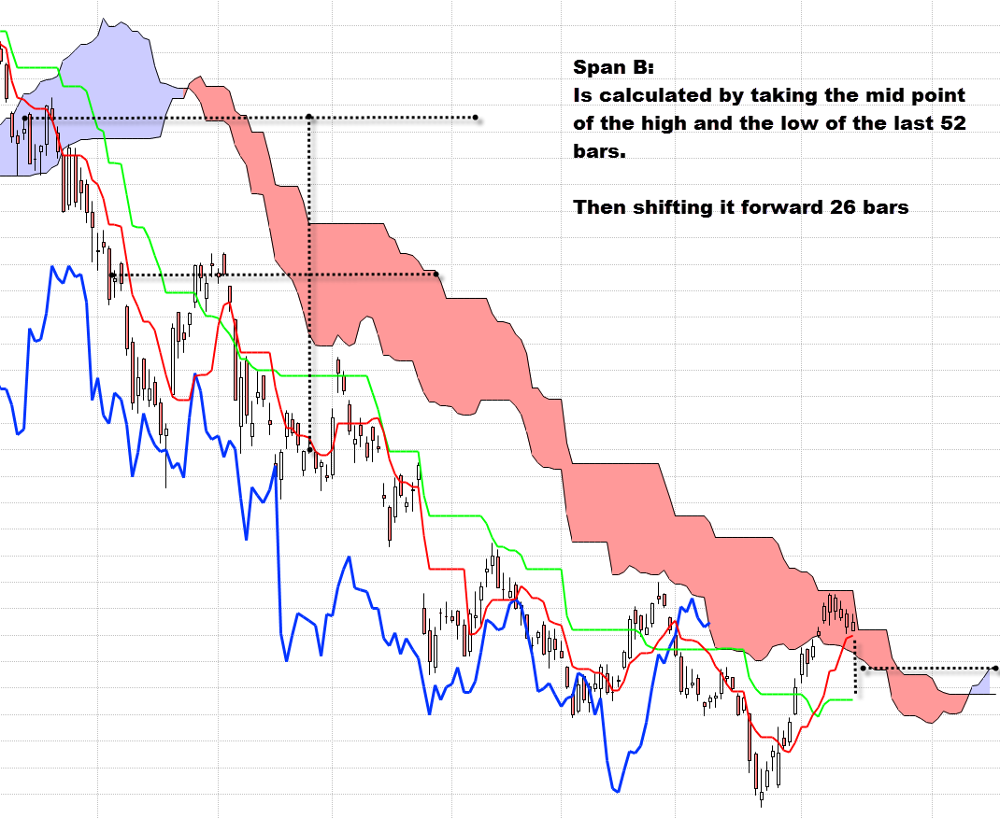 Span B:
Is calculated by taking the mid point
of the high and the low of the last 52
bars.
Then shifting it forward 26 bars